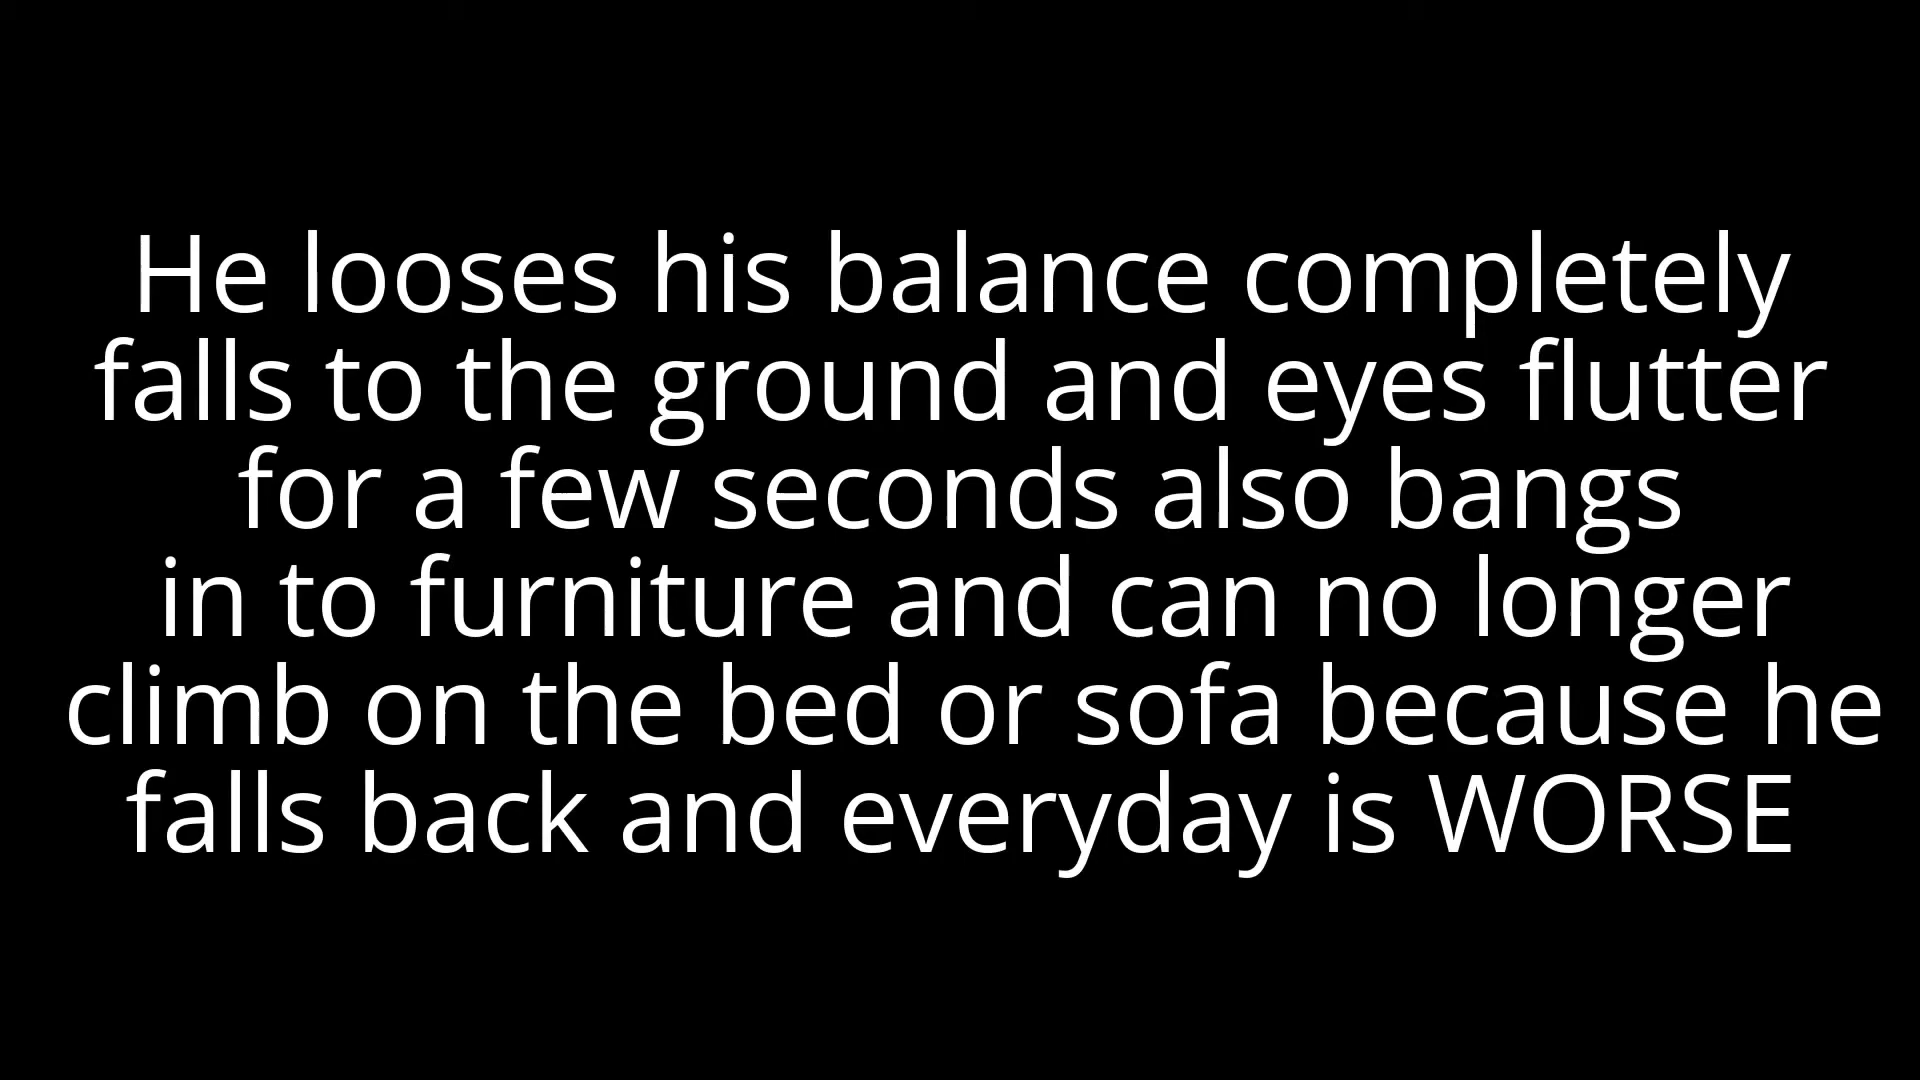 He looses his balance completely
falls to the ground and eyes flutter
for a few seconds also bangs
in to furniture and can no longer
climb on the bed or sofa because he
falls back and everyday is WORSE